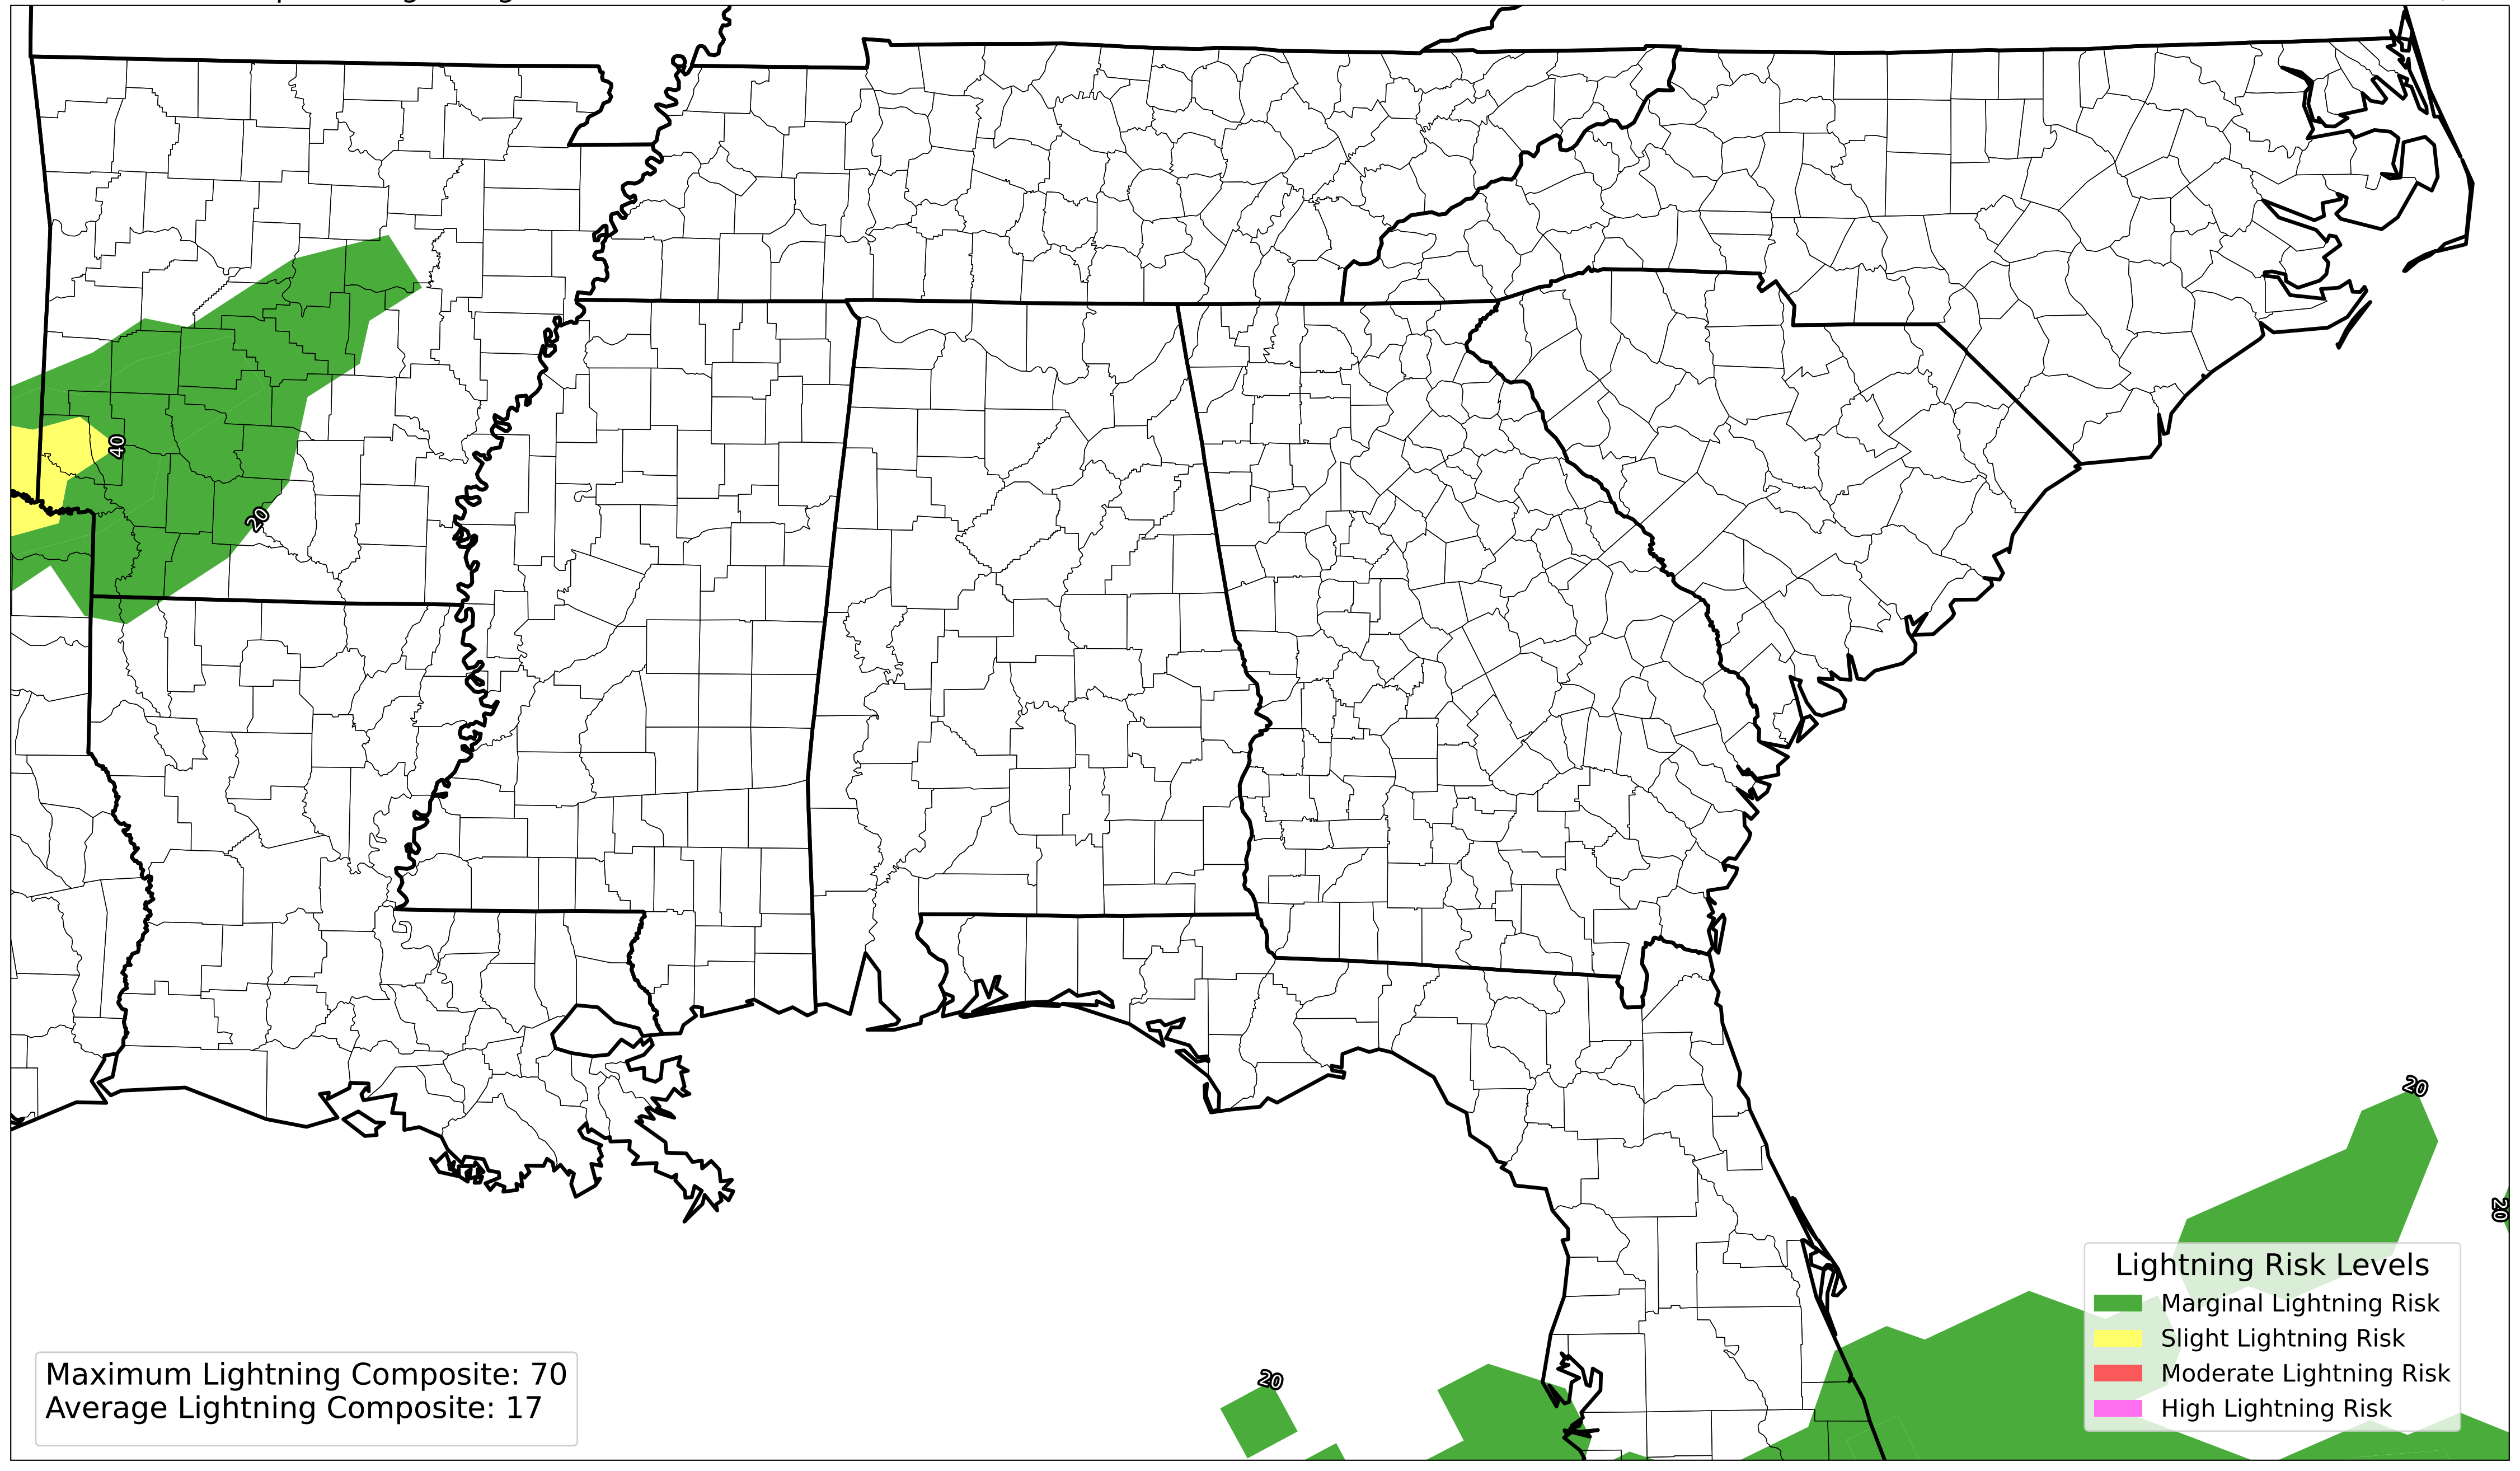 40
20
20
20
20
Lightning Risk Levels
Marginal Lightning Risk
Slight Lightning Risk
Moderate Lightning Risk
High Lightning Risk
Maximum Lightning Composite: 70
Average Lightning Composite: 17